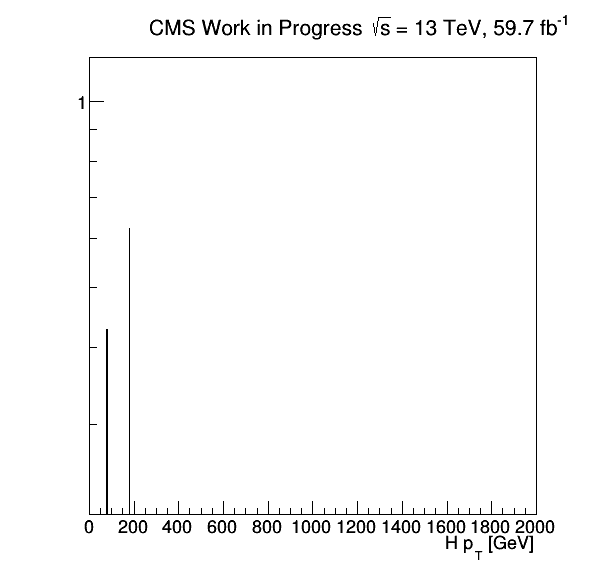 CMS Work in Progress √s = 13 TeV, 59.7 fb⁻¹
1
0 200 400 600 800 1000 1200 1400 1600 1800 2000
H p_T [GeV]